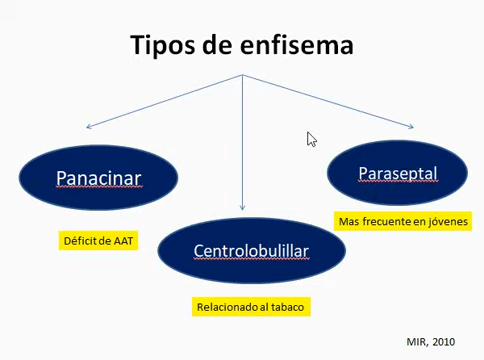 Tipos de enfisema
Panacinar
Déficit de AAT
Centrolobulillar
Relacionado al tabaco
Paraseptal
Mas frecuente en jóvenes
MIR, 2010